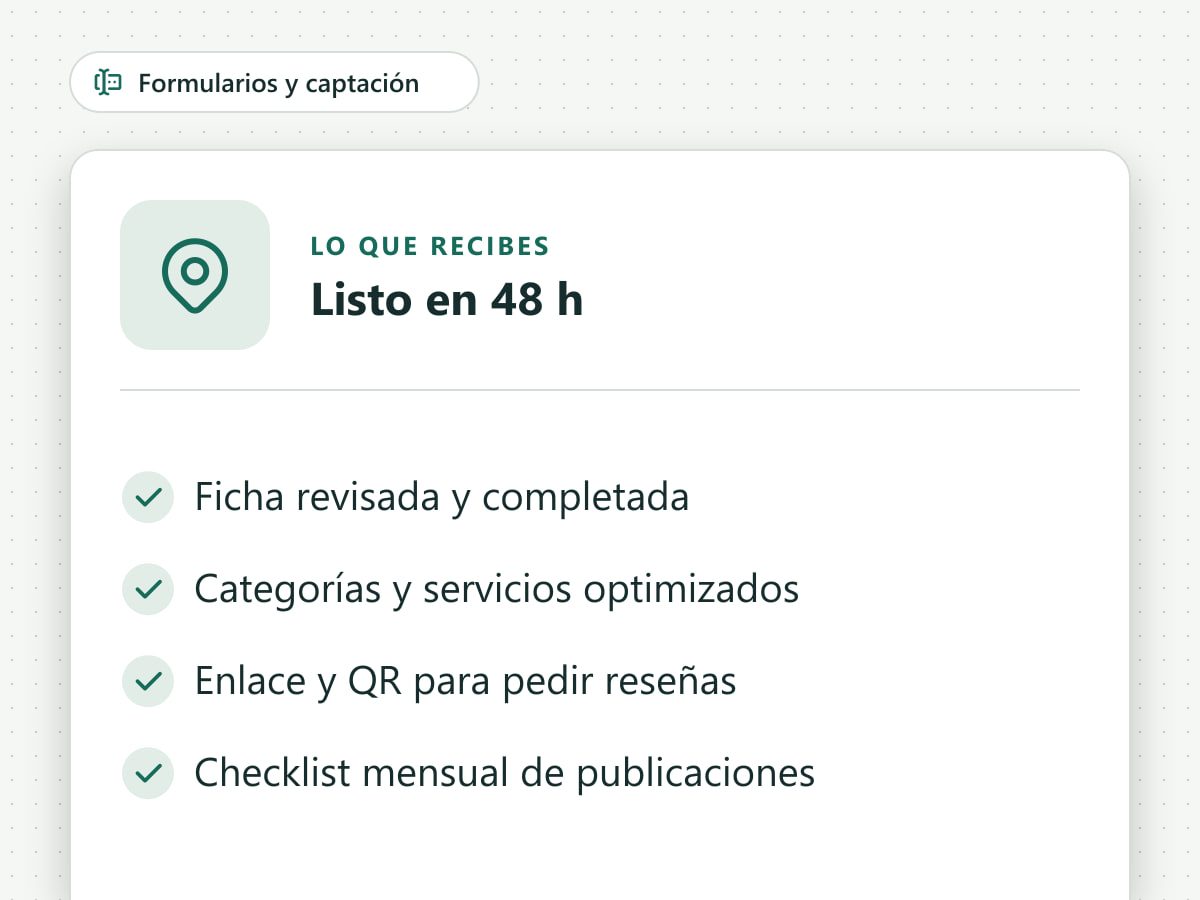 Formularios y captación
LO QUE RECIBES
Listo en 48 h
Ficha revisada y completada
Categorías y servicios optimizados
Enlace y QR para pedir reseñas
Checklist mensual de publicaciones